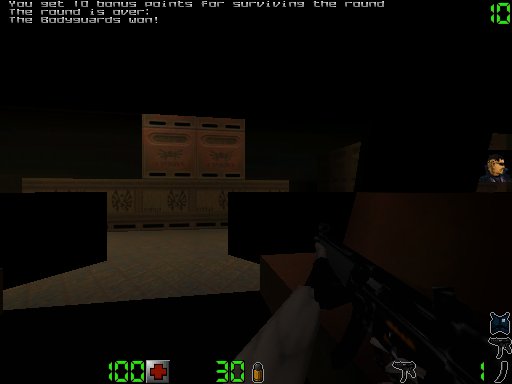 You get 10 bonus points for surviving the round
The round is over:
The Bodyguards won!
10
100
30
1